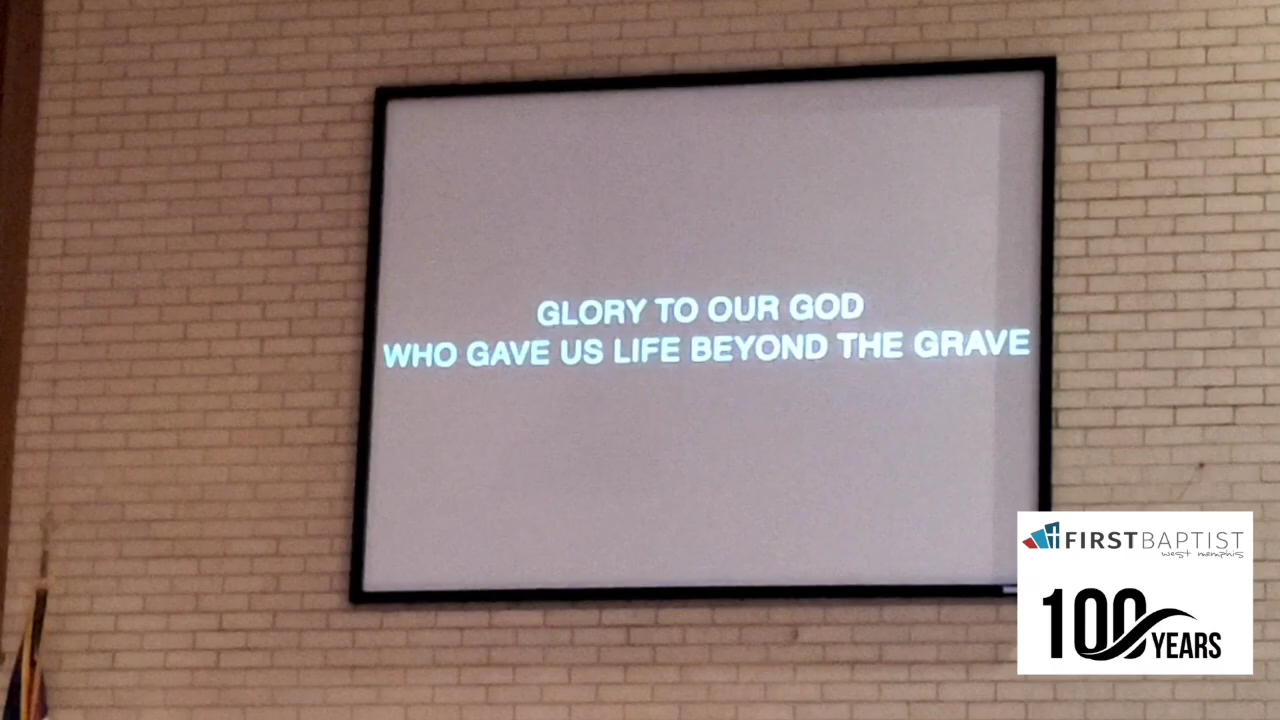 GLORY TO OUR GOD
WHO GAVE US LIFE BEYOND THE GRAVE
FIRSTBAPTIST
west memphis
100 YEARS